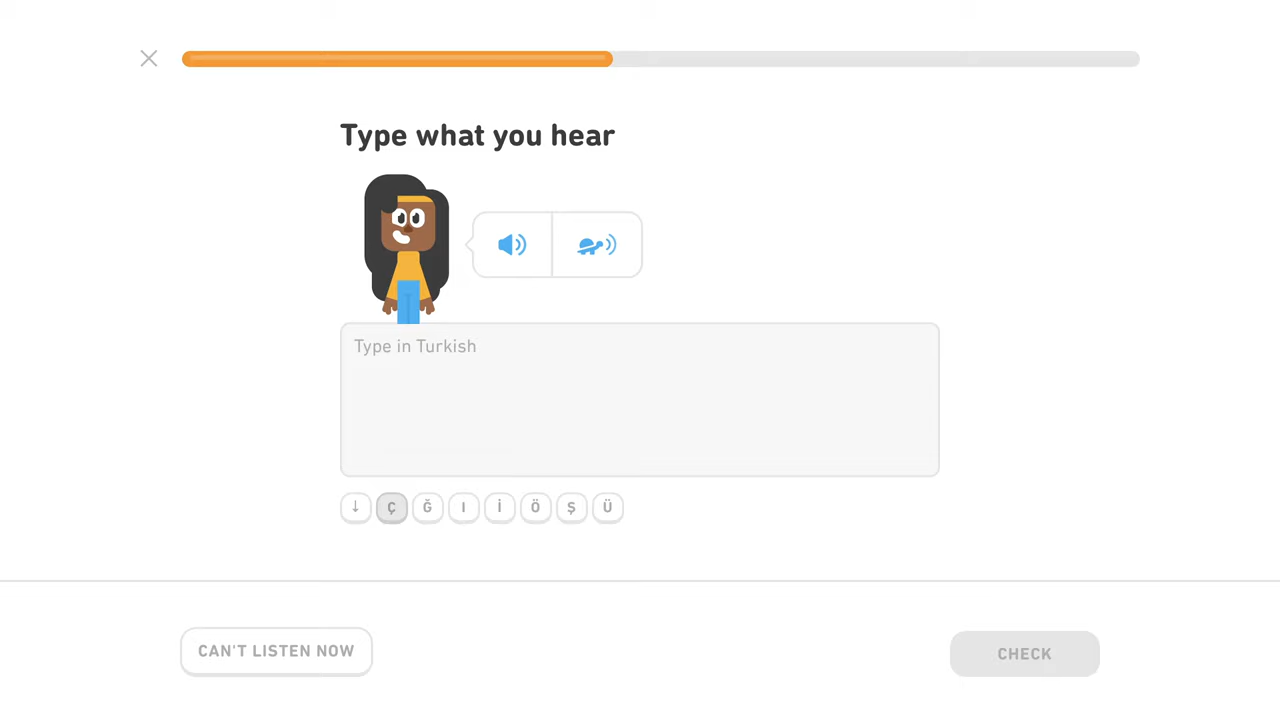 Type what you hear
Type in Turkish
↓ Ç Ğ I İ Ö Ş Ü
CAN'T LISTEN NOW
CHECK